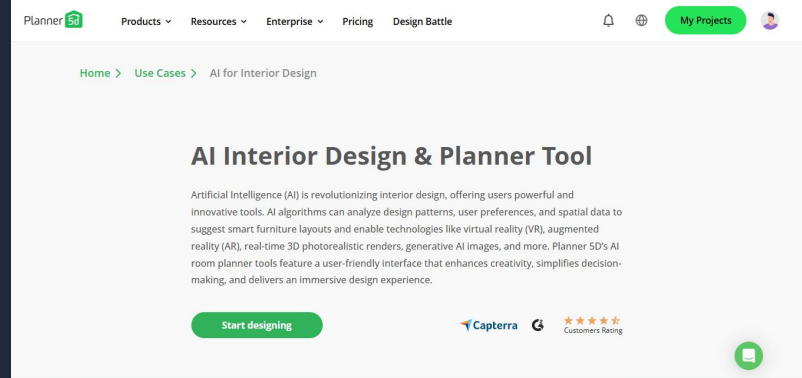 Planner 5d
Products Resources Enterprise Pricing Design Battle
My Projects
Home > Use Cases > AI for Interior Design
AI Interior Design & Planner Tool
Artificial Intelligence (AI) is revolutionizing interior design, offering users powerful and
innovative tools. AI algorithms can analyze design patterns, user preferences, and spatial data to
suggest smart furniture layouts and enable technologies like virtual reality (VR), augmented
reality (AR), real-time 3D photorealistic renders, generative AI images, and more. Planner 5D's AI
room planner tools feature a user-friendly interface that enhances creativity, simplifies decision-
making, and delivers an immersive design experience.
Start designing
Capterra
Customers Rating